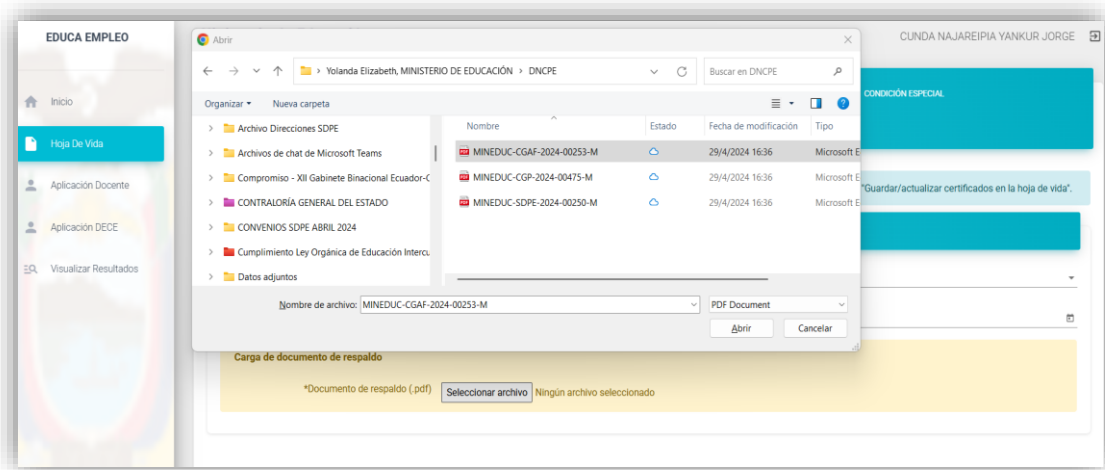 EDUCA EMPLEO
Inicio
Hoja De Vida
Aplicación Docente
Aplicación DECE
Visualizar Resultados
CUNDA NAJAREIPIA YANKUR JORGE
Abrir
Yolanda Elizabeth, MINISTERIO DE EDUCACIÓN > DNCPE
Buscar en DNCPE
Organizar Nueva carpeta
Archivo Direcciones SDPE
Archivos de chat de Microsoft Teams
Compromiso - XII Gabinete Binacional Ecuador-C
CONTRALORÍA GENERAL DEL ESTADO
CONVENIOS SDPE ABRIL 2024
Cumplimiento Ley Orgánica de Educación Intercu
Datos adjuntos
Nombre Estado Fecha de modificación Tipo
MINEDUC-CGAF-2024-00253-M 29/4/2024 16:36 Microsoft E
MINEDUC-CGP-2024-00475-M 29/4/2024 16:36 Microsoft E
MINEDUC-SDPE-2024-00250-M 29/4/2024 16:36 Microsoft E
Nombre de archivo: MINEDUC-CGAF-2024-00253-M PDF Document
Abrir Cancelar
CONDICIÓN ESPECIAL
"Guardar/actualizar certificados en la hoja de vida".
Carga de documento de respaldo
*Documento de respaldo (.pdf) Seleccionar archivo Ningún archivo seleccionado